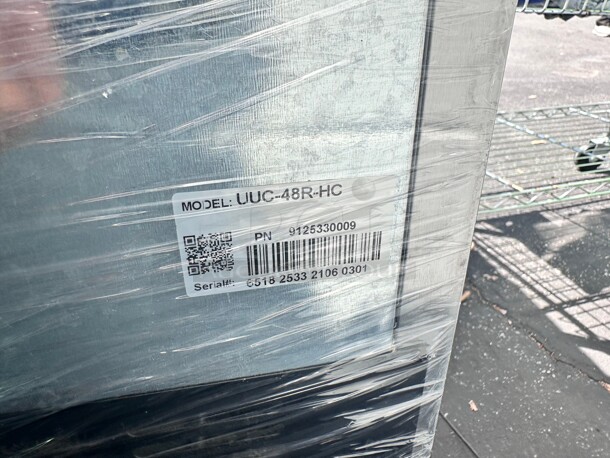 MODEL: UUC-48R-HC
PN 9125330009
Serial#: 6518 2533 2106 0301